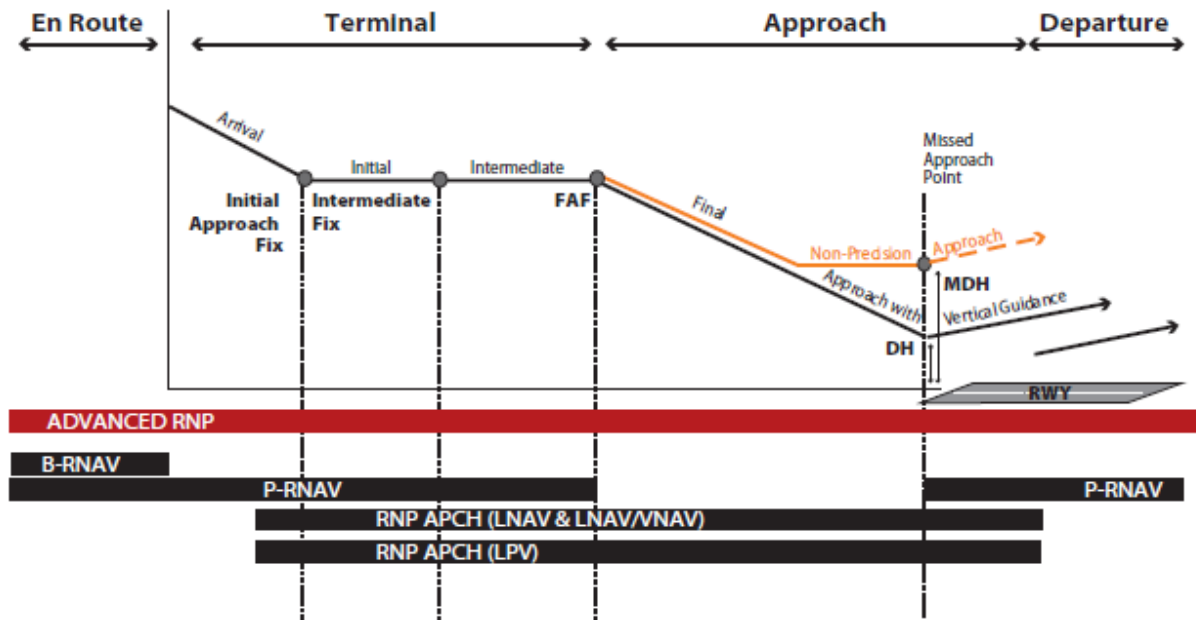 En Route
Terminal
Approach
Departure
Arrival
Initial
Intermediate
Initial
Approach
Fix
Intermediate
Fix
FAF
Final
Non-Precision
Approach
Missed
Approach
Point
MDH
Approach with
Vertical Guidance
DH
RWY
ADVANCED RNP
B-RNAV
P-RNAV
P-RNAV
RNP APCH (LNAV & LNAV/VNAV)
RNP APCH (LPV)